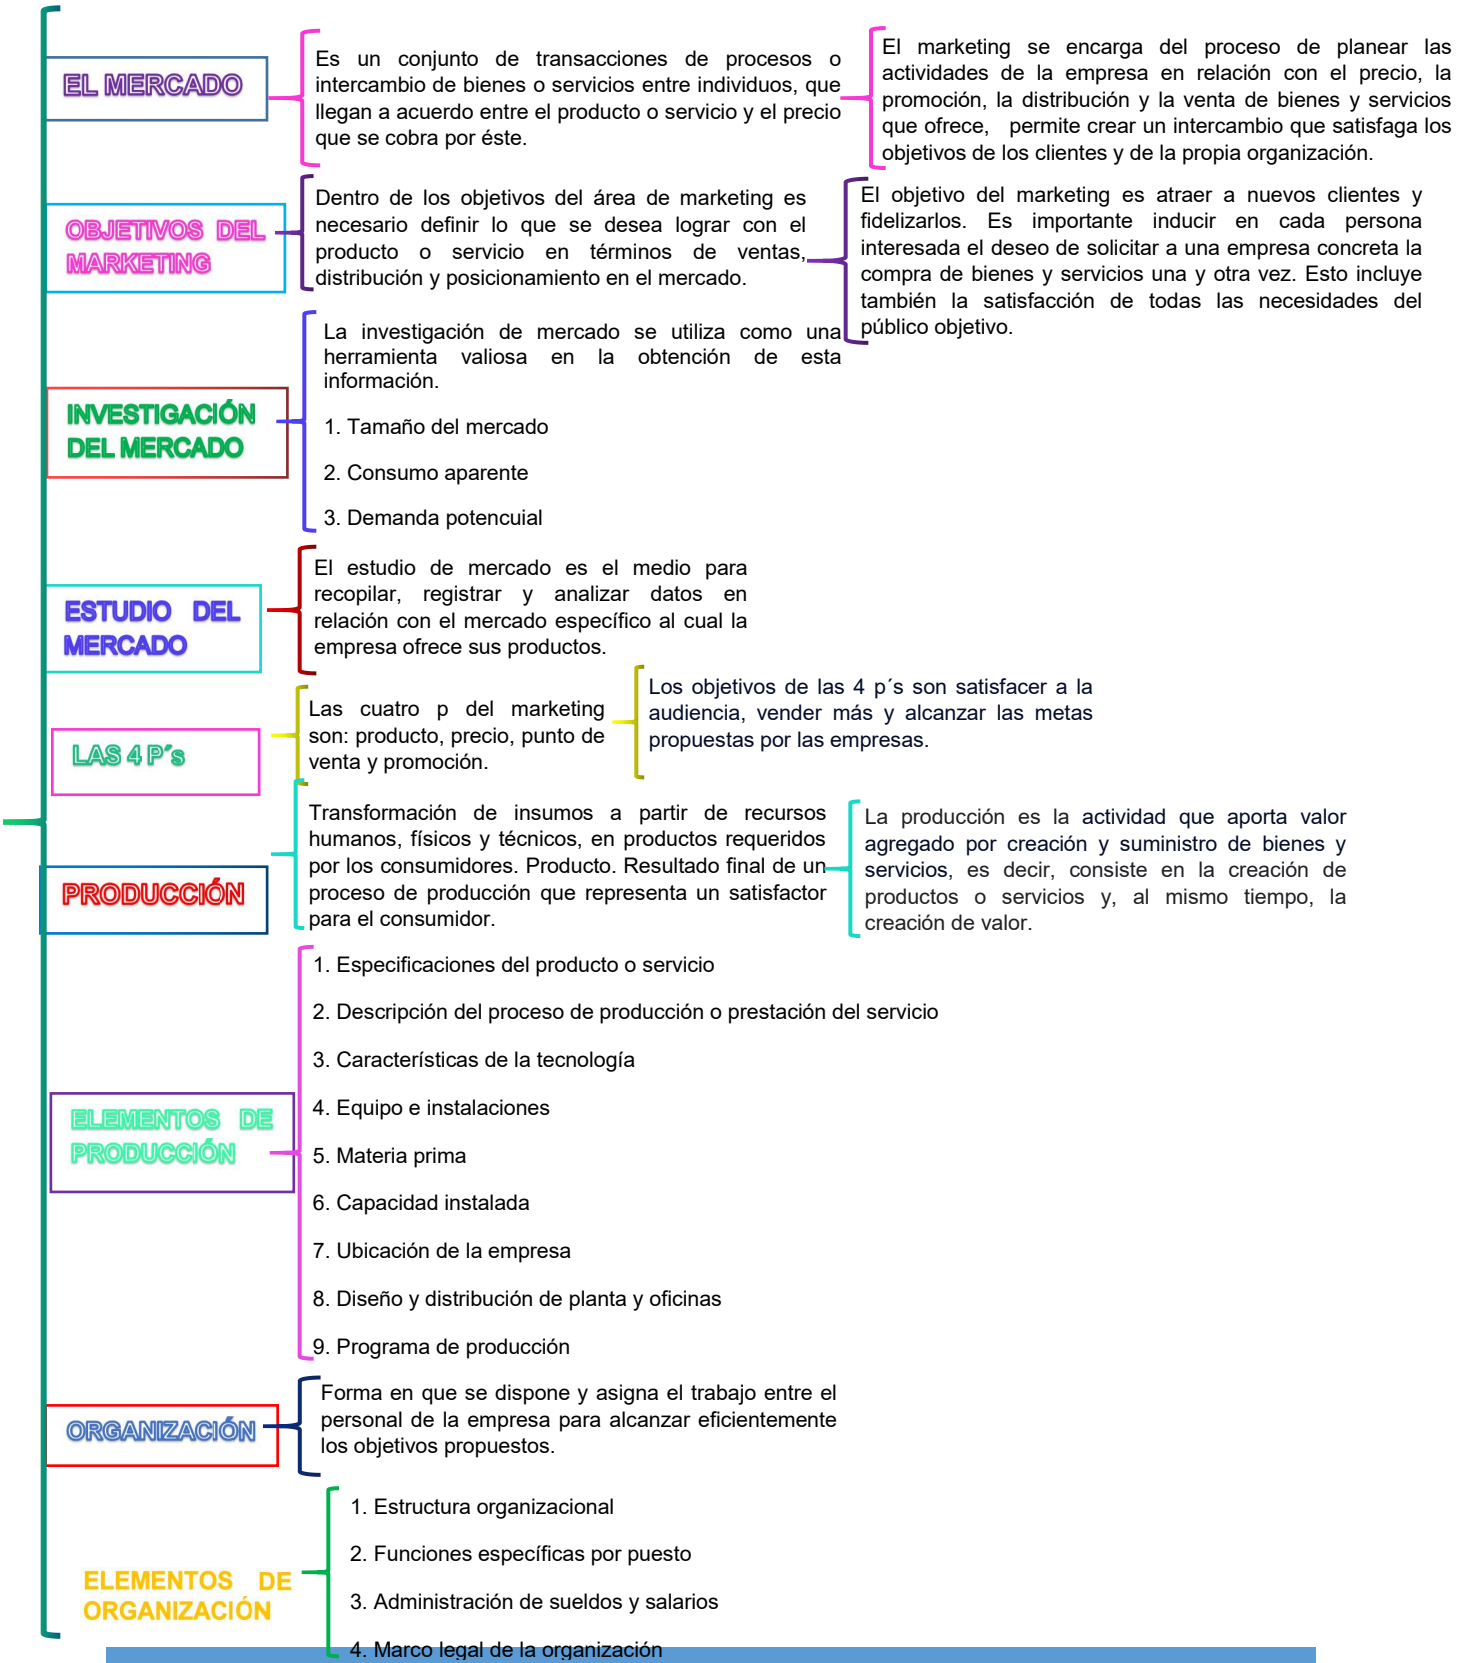 EL MERCADO
Es un conjunto de transacciones de procesos o
intercambio de bienes o servicios entre individuos, que
llegan a acuerdo entre el producto o servicio y el precio
que se cobra por éste.
El marketing se encarga del proceso de planear las
actividades de la empresa en relación con el precio, la
promoción, la distribución y la venta de bienes y servicios
que ofrece, permite crear un intercambio que satisfaga los
objetivos de los clientes y de la propia organización.
OBJETIVOS DEL
MARKETING
Dentro de los objetivos del área de marketing es
necesario definir lo que se desea lograr con el
producto o servicio en términos de ventas,
distribución y posicionamiento en el mercado.
El objetivo del marketing es atraer a nuevos clientes y
fidelizarlos. Es importante inducir en cada persona
interesada el deseo de solicitar a una empresa concreta la
compra de bienes y servicios una y otra vez. Esto incluye
también la satisfacción de todas las necesidades del
público objetivo.
INVESTIGACIÓN
DEL MERCADO
La investigación de mercado se utiliza como una
herramienta valiosa en la obtención de esta
información.
1. Tamaño del mercado
2. Consumo aparente
3. Demanda potencuial
ESTUDIO DEL
MERCADO
El estudio de mercado es el medio para
recopilar, registrar y analizar datos en
relación con el mercado específico al cual la
empresa ofrece sus productos.
LAS 4 P´s
Las cuatro p del marketing
son: producto, precio, punto de
venta y promoción.
Los objetivos de las 4 p´s son satisfacer a la
audiencia, vender más y alcanzar las metas
propuestas por las empresas.
PRODUCCIÓN
Transformación de insumos a partir de recursos
humanos, físicos y técnicos, en productos requeridos
por los consumidores. Producto. Resultado final de un
proceso de producción que representa un satisfactor
para el consumidor.
La producción es la actividad que aporta valor
agregado por creación y suministro de bienes y
servicios, es decir, consiste en la creación de
productos o servicios y, al mismo tiempo, la
creación de valor.
ELEMENTOS DE
PRODUCCIÓN
1. Especificaciones del producto o servicio
2. Descripción del proceso de producción o prestación del servicio
3. Características de la tecnología
4. Equipo e instalaciones
5. Materia prima
6. Capacidad instalada
7. Ubicación de la empresa
8. Diseño y distribución de planta y oficinas
9. Programa de producción
ORGANIZACIÓN
Forma en que se dispone y asigna el trabajo entre el
personal de la empresa para alcanzar eficientemente
los objetivos propuestos.
ELEMENTOS DE
ORGANIZACIÓN
1. Estructura organizacional
2. Funciones específicas por puesto
3. Administración de sueldos y salarios
4. Marco legal de la organización